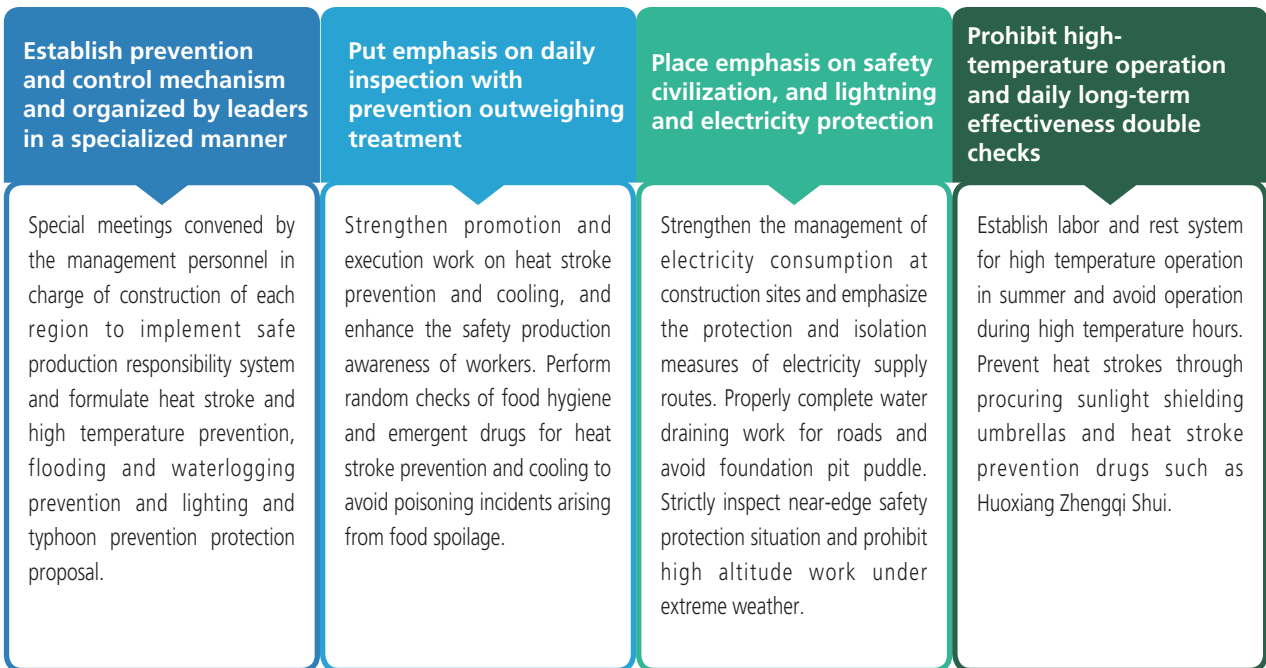 Establish prevention
and control mechanism
and organized by leaders
in a specialized manner
Special meetings convened by
the management personnel in
charge of construction of each
region to implement safe
production responsibility system
and formulate heat stroke and
high temperature prevention,
flooding and waterlogging
prevention and lighting and
typhoon prevention protection
proposal.
Put emphasis on daily
inspection with
prevention outweighing
treatment
Strengthen promotion and
execution work on heat stroke
prevention and cooling, and
enhance the safety production
awareness of workers. Perform
random checks of food hygiene
and emergent drugs for heat
stroke prevention and cooling to
avoid poisoning incidents arising
from food spoilage.
Place emphasis on safety
civilization, and lightning
and electricity protection
Strengthen the management of
electricity consumption at
construction sites and emphasize
the protection and isolation
measures of electricity supply
routes. Properly complete water
draining work for roads and
avoid foundation pit puddle.
Strictly inspect near-edge safety
protection situation and prohibit
high altitude work under
extreme weather.
Prohibit high-
temperature operation
and daily long-term
effectiveness double
checks
Establish labor and rest system
for high temperature operation
in summer and avoid operation
during high temperature hours.
Prevent heat strokes through
procuring sunlight shielding
umbrellas and heat stroke
prevention drugs such as
Huoxiang Zhengqi Shui.